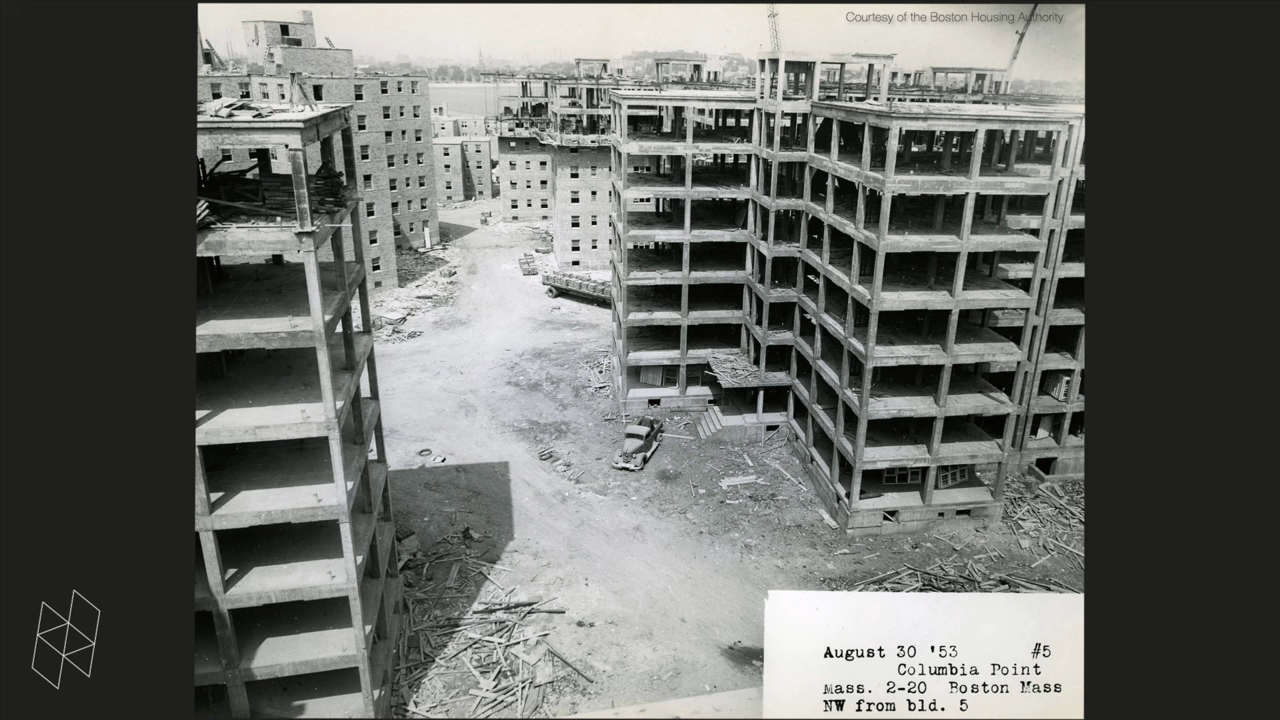 Courtesy of the Boston Housing Authority
August 30 '53 #5
Columbia Point
Mass. 2-20 Boston Mass
NW from bld. 5